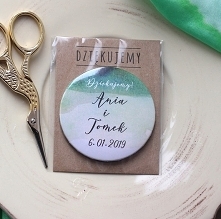 DZIĘKUJEMY
Dziękujemy!
Ania
i
Tomek
6·01·2019